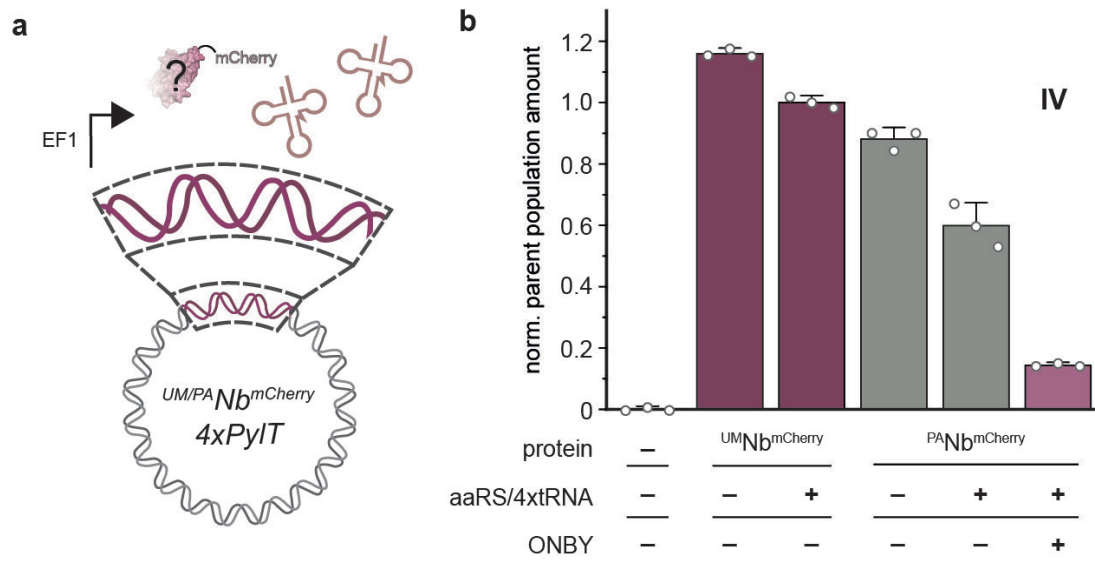 a
?
mCherry
EF1
UM/PANbmCherry
4xPylT
b
norm. parent population amount
1.2
1.0
0.8
0.6
0.4
0.2
0
IV
protein – UMNbmCherry PANbmCherry
aaRS/4xtRNA – – + – + +
ONBY – – – – – +